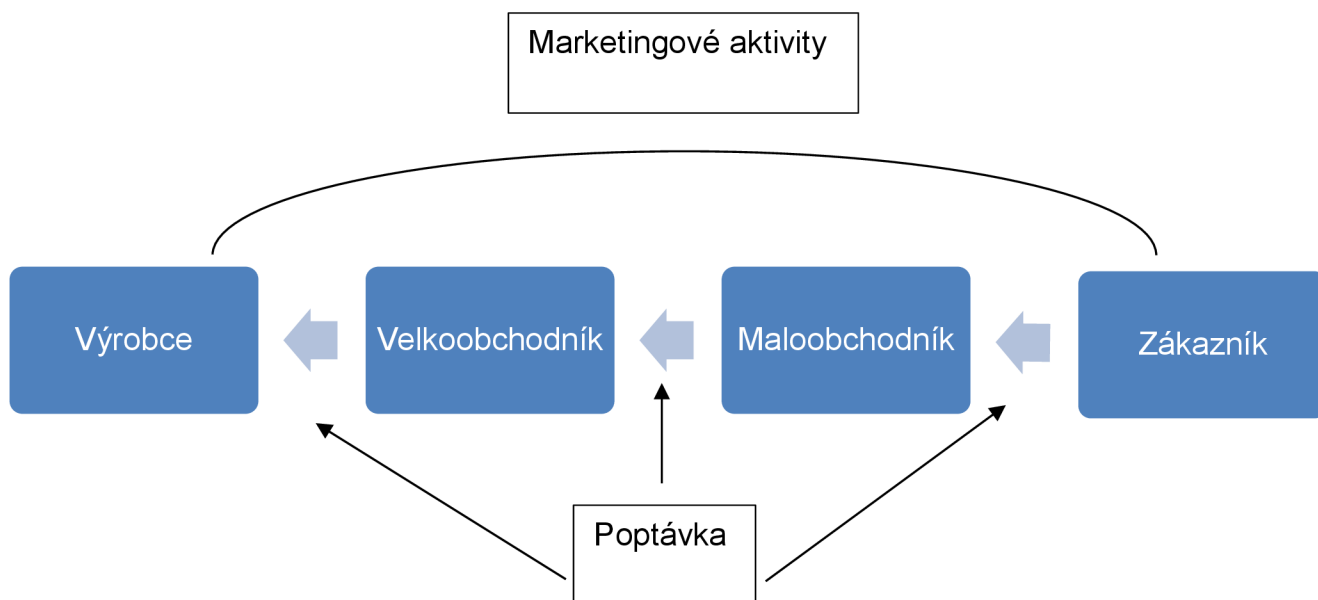 Marketingové aktivity
Výrobce
Velkoobchodník
Maloobchodník
Zákazník
Poptávka